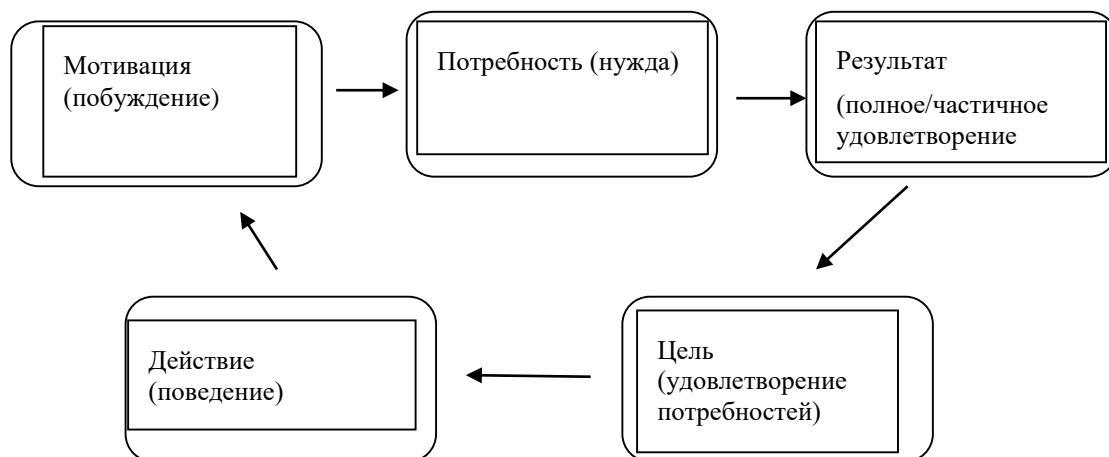 Мотивация
(побуждение)
Потребность (нужда)
Результат
(полное/частичное
удовлетворение
Действие
(поведение)
Цель
(удовлетворение
потребностей)